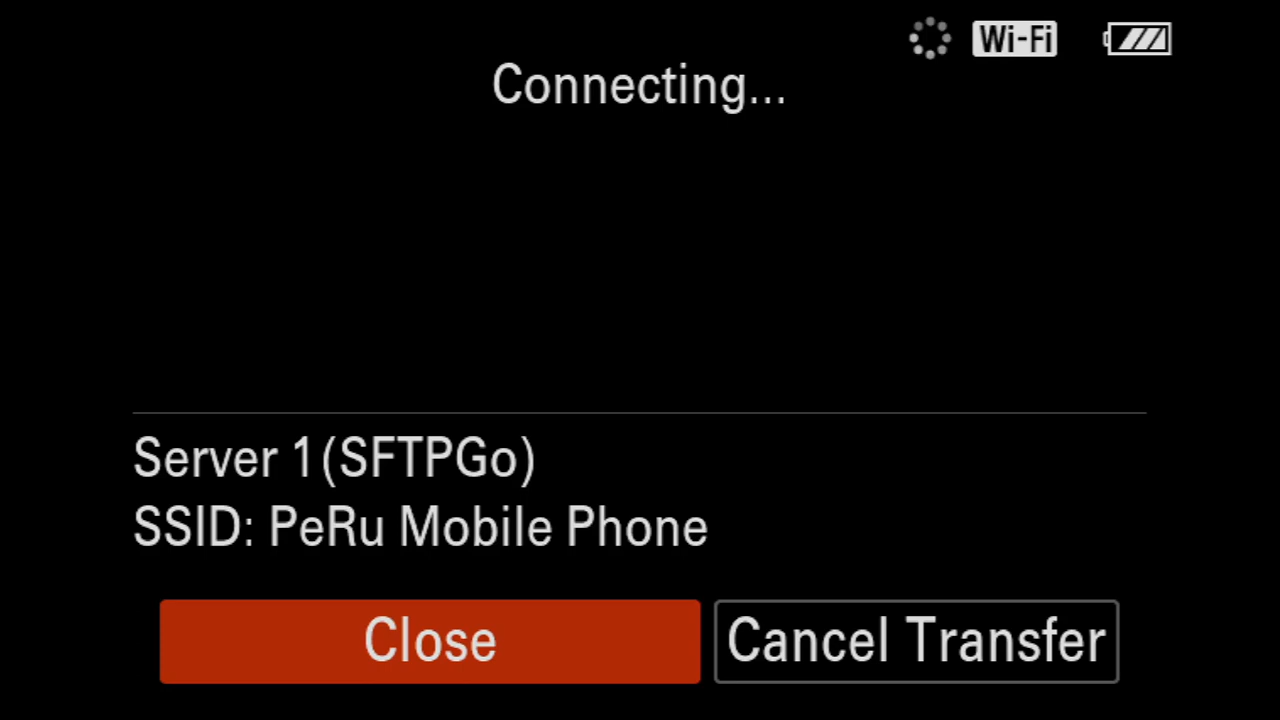 Wi-Fi
Connecting...
Server 1(SFTPGo)
SSID: PeRu Mobile Phone
Close
Cancel Transfer